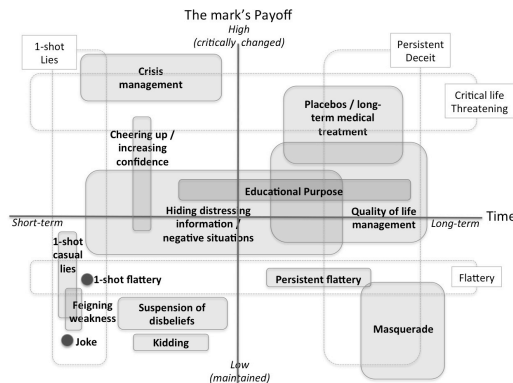 The mark's Payoff
High
(critically changed)
1-shot
Lies
Persistent
Deceit
Crisis
management
Critical life
Threatening
Placebos / long-
term medical
treatment
Cheering up /
increasing
confidence
Educational Purpose
Hiding distressing
information /
negative situations
Quality of life
management
Time
Short-term
Long-term
1-shot
casual
lies
1-shot flattery
Persistent flattery
Flattery
Feigning
weakness
Suspension of
disbeliefs
Masquerade
Joke
Kidding
Low
(maintained)